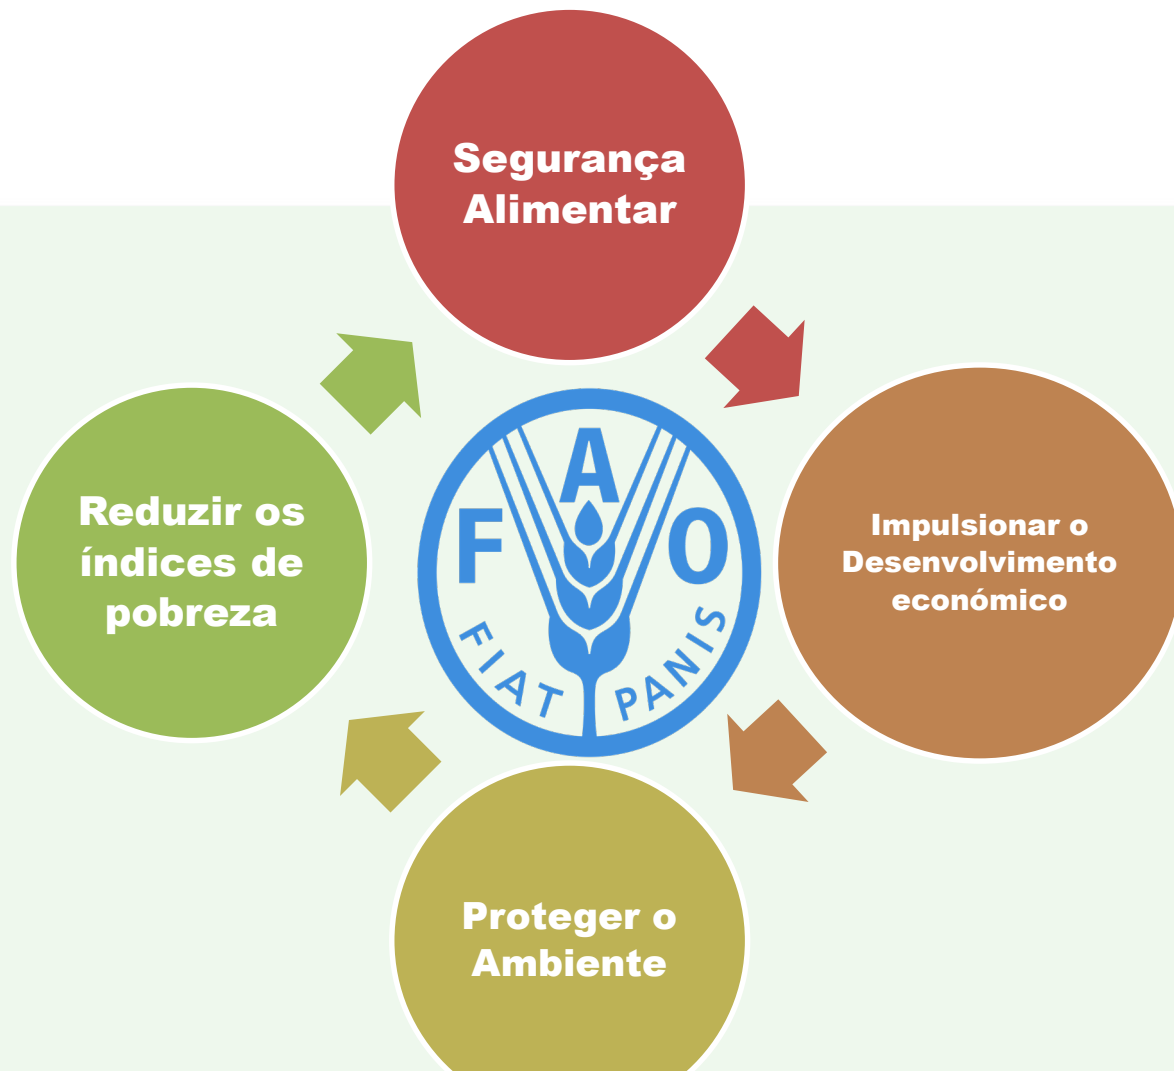 Segurança
Alimentar
Impulsionar o
Desenvolvimento
económico
Proteger o
Ambiente
Reduzir os
índices de
pobreza
F A O
FIAT PANIS